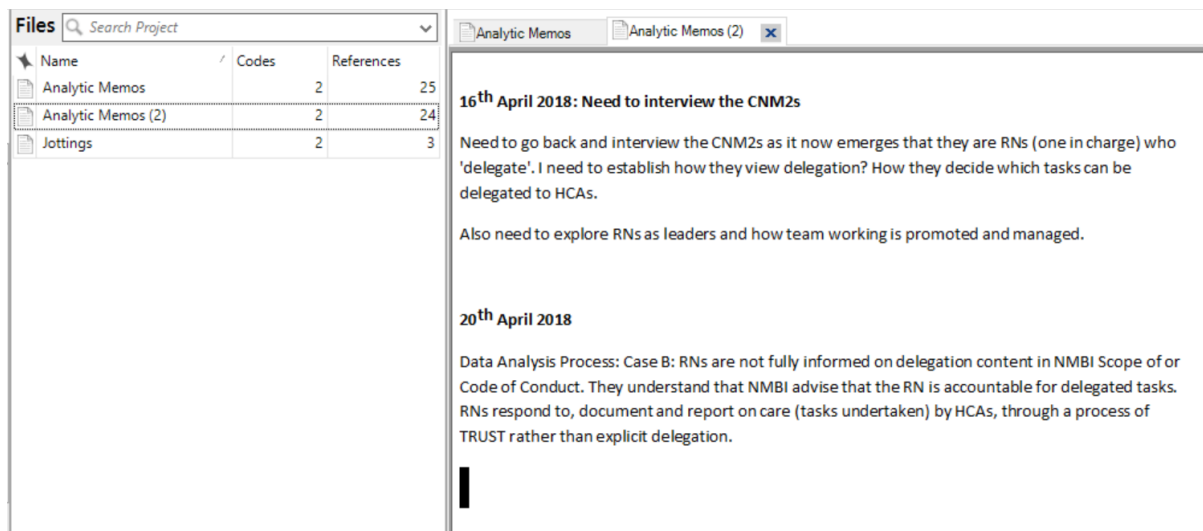 Files Search Project
Name Codes References
Analytic Memos 2 25
Analytic Memos (2) 2 24
Jottings 2 3
Analytic Memos Analytic Memos (2)
16th April 2018: Need to interview the CNM2s
Need to go back and interview the CNM2s as it now emerges that they are RNs (one in charge) who
'delegate'. I need to establish how they view delegation? How they decide which tasks can be
delegated to HCAs.
Also need to explore RNs as leaders and how team working is promoted and managed.
20th April 2018
Data Analysis Process: Case B: RNs are not fully informed on delegation content in NMBI Scope of or
Code of Conduct. They understand that NMBI advise that the RN is accountable for delegated tasks.
RNs respond to, document and report on care (tasks undertaken) by HCAs, through a process of
TRUST rather than explicit delegation.